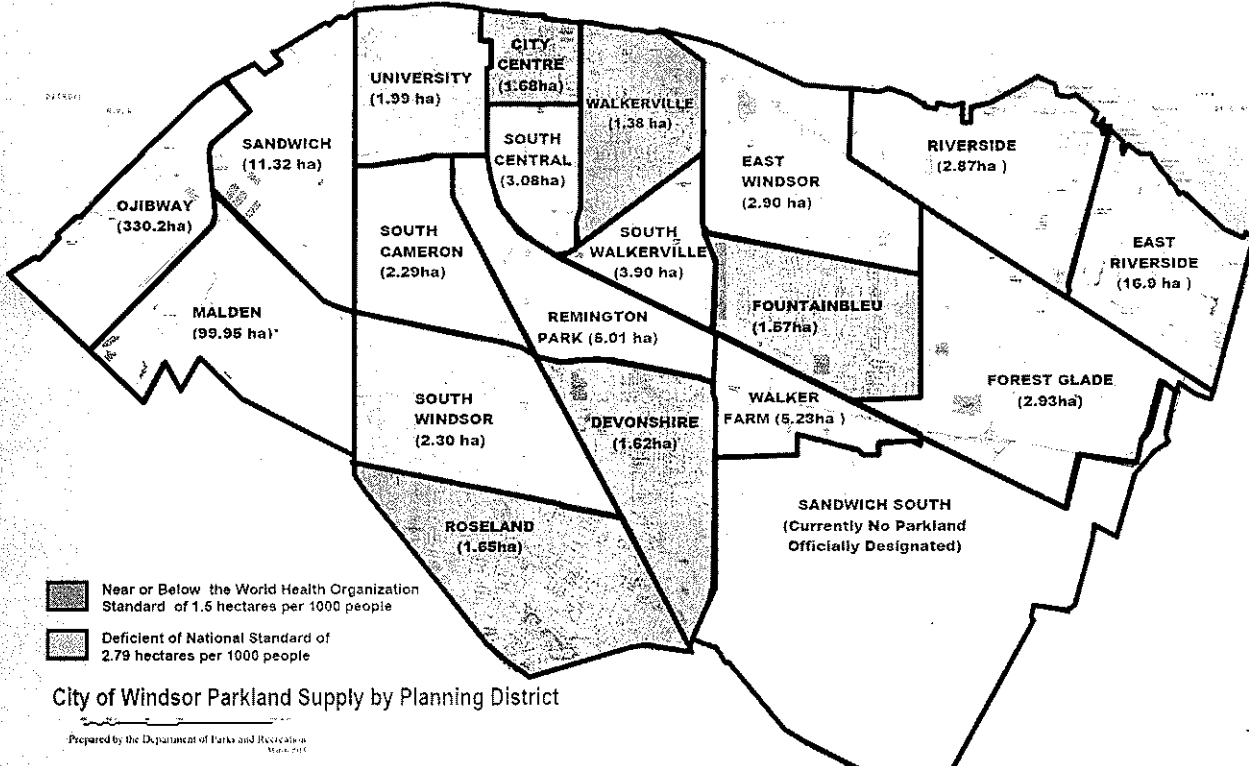 DETROIT
RIVER
CITY
CENTRE
(1.68ha)
UNIVERSITY
(1.99 ha)
WALKERVILLE
(1.38 ha)
SANDWICH
(11.32 ha)
SOUTH
CENTRAL
(3.08ha)
RIVERSIDE
(2.87ha )
EAST
WINDSOR
(2.90 ha)
OJIBWAY
(330.2ha)
SOUTH
CAMERON
(2.29ha)
SOUTH
WALKERVILLE
(3.90 ha)
EAST
RIVERSIDE
(16.9 ha )
MALDEN
(99.95 ha)
REMINGTON
PARK (5.01 ha)
FOUNTAINBLEU
(1.57ha)
FOREST GLADE
(2.93ha)
SOUTH
WINDSOR
(2.30 ha)
DEVONSHIRE
(1.62ha)
WALKER
FARM (5.23ha )
SANDWICH SOUTH
(Currently No Parkland
Officially Designated)
ROSELAND
(1.65ha)
Near or Below the World Health Organization
Standard of 1.5 hectares per 1000 people
Deficient of National Standard of
2.79 hectares per 1000 people
City of Windsor Parkland Supply by Planning District
Prepared by the Department of Parks and Recreation